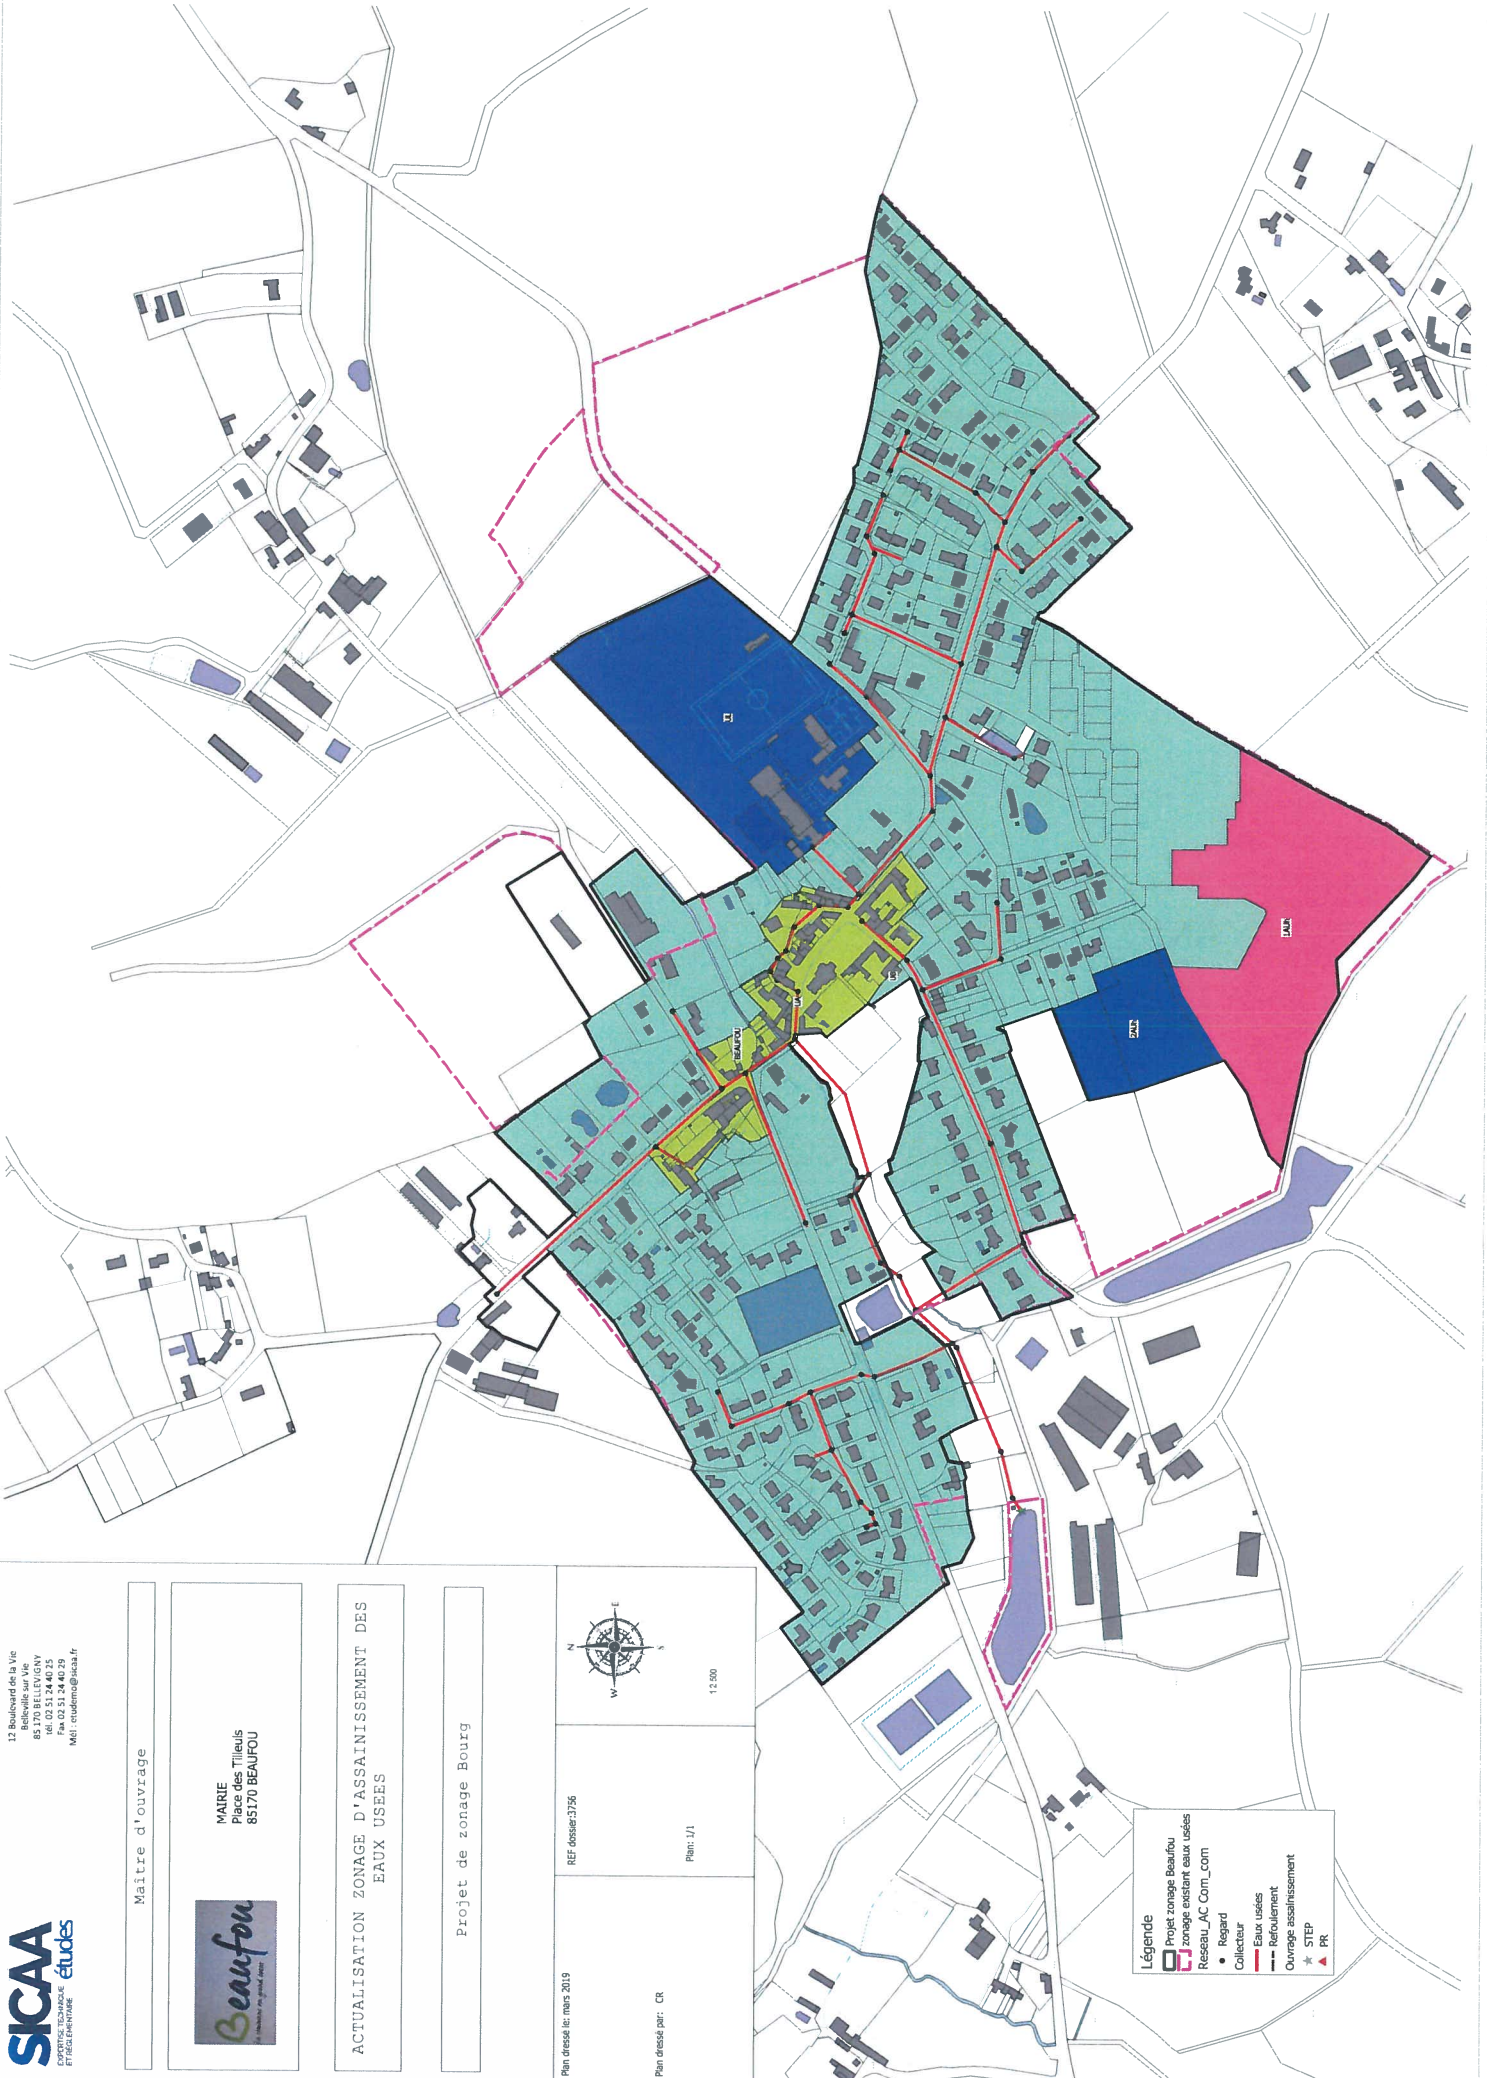 SICAA
études
EXPERTISE TECHNIQUE
ET RÉGLEMENTAIRE
12 Boulevard de la Vie
Belleville sur Vie
85 170 BELLEVIGNY
tél. 02 51 24 40 25
Fax 02 51 24 40 29
Mél : etudemo@sicaa.fr
Maître d'ouvrage
Beaufou
MAIRIE
Place des Tilleuls
85170 BEAUFOU
ACTUALISATION ZONAGE D'ASSAINISSEMENT DES
EAUX USEES
Projet de zonage Bourg
Plan dressé le: mars 2019
Plan dressé par: CR
REF dossier:3756
Plan: 1/1
N
E
S
W
1:2 500
BEAUFOU
UA
Légende
Projet zonage Beaufou
zonage existant eaux usées
Reseau_AC Com_com
Regard
Collecteur
Eaux usées
Refoulement
Ouvrage assainissement
STEP
PR